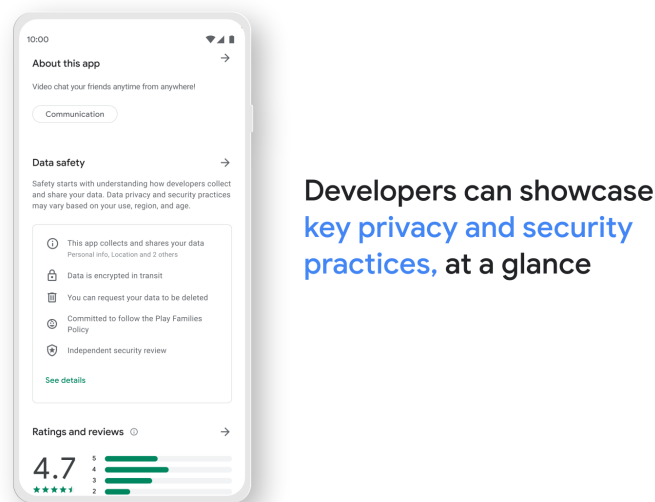 10:00
About this app
Video chat your friends anytime from anywhere!
Communication
Data safety
Safety starts with understanding how developers collect
and share your data. Data privacy and security practices
may vary based on your use, region, and age.
This app collects and shares your data
Personal info, Location and 2 others
Data is encrypted in transit
You can request your data to be deleted
Committed to follow the Play Families
Policy
Independent security review
See details
Ratings and reviews
4.7
5
4
3
2
Developers can showcase
key privacy and security
practices, at a glance